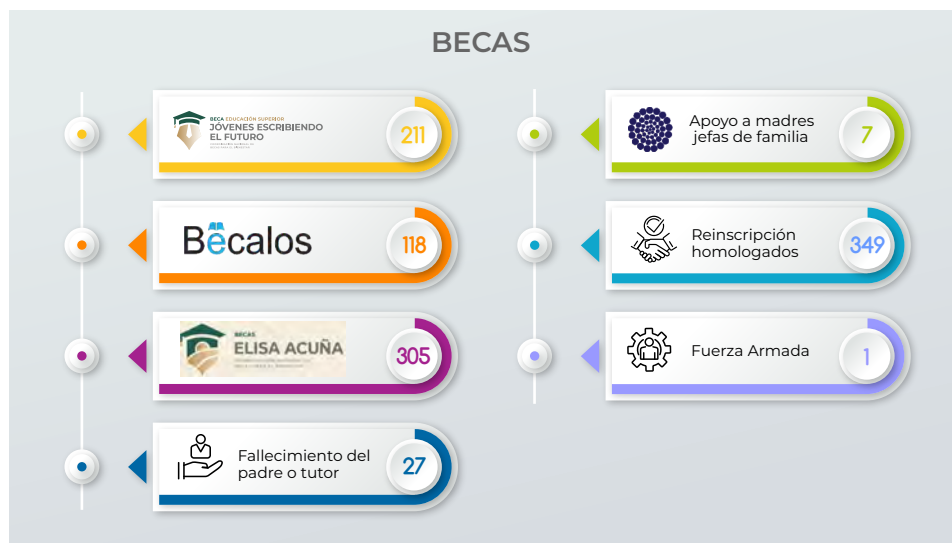 BECAS
BECA EDUCACIÓN SUPERIOR
JÓVENES ESCRIBIENDO
EL FUTURO
211
Bécalos
118
BECAS
ELISA ACUÑA
305
Fallecimiento del
padre o tutor
27
Apoyo a madres
jefas de familia
7
Reinscripción
homologados
349
Fuerza Armada
1